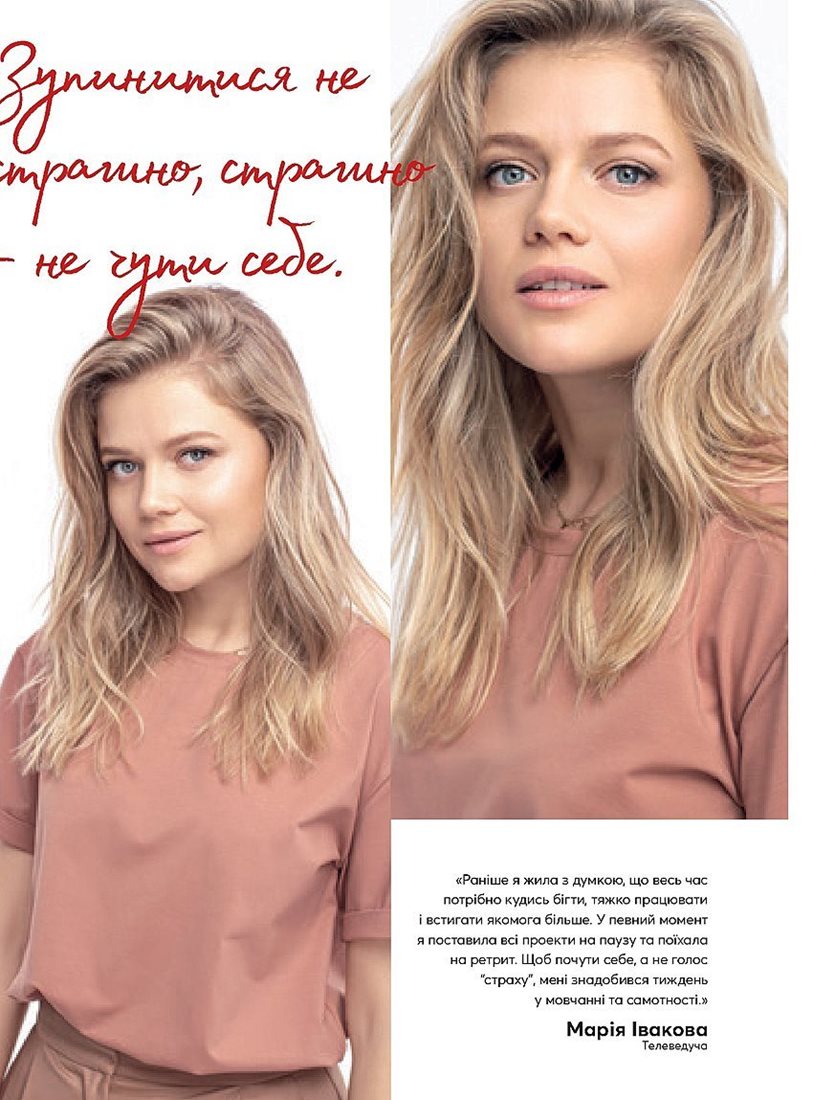 Зупинитися не
страшно, страшно
– не чути себе.
«Раніше я жила з думкою, що весь час
потрібно кудись бігти, тяжко працювати
і встигати якомога більше. У певний момент
я поставила всі проекти на паузу та поїхала
на ретрит. Щоб почути себе, а не голос
“страху”, мені знадобився тиждень
у мовчанні та самотності.»
Марія Івакова
Телеведуча